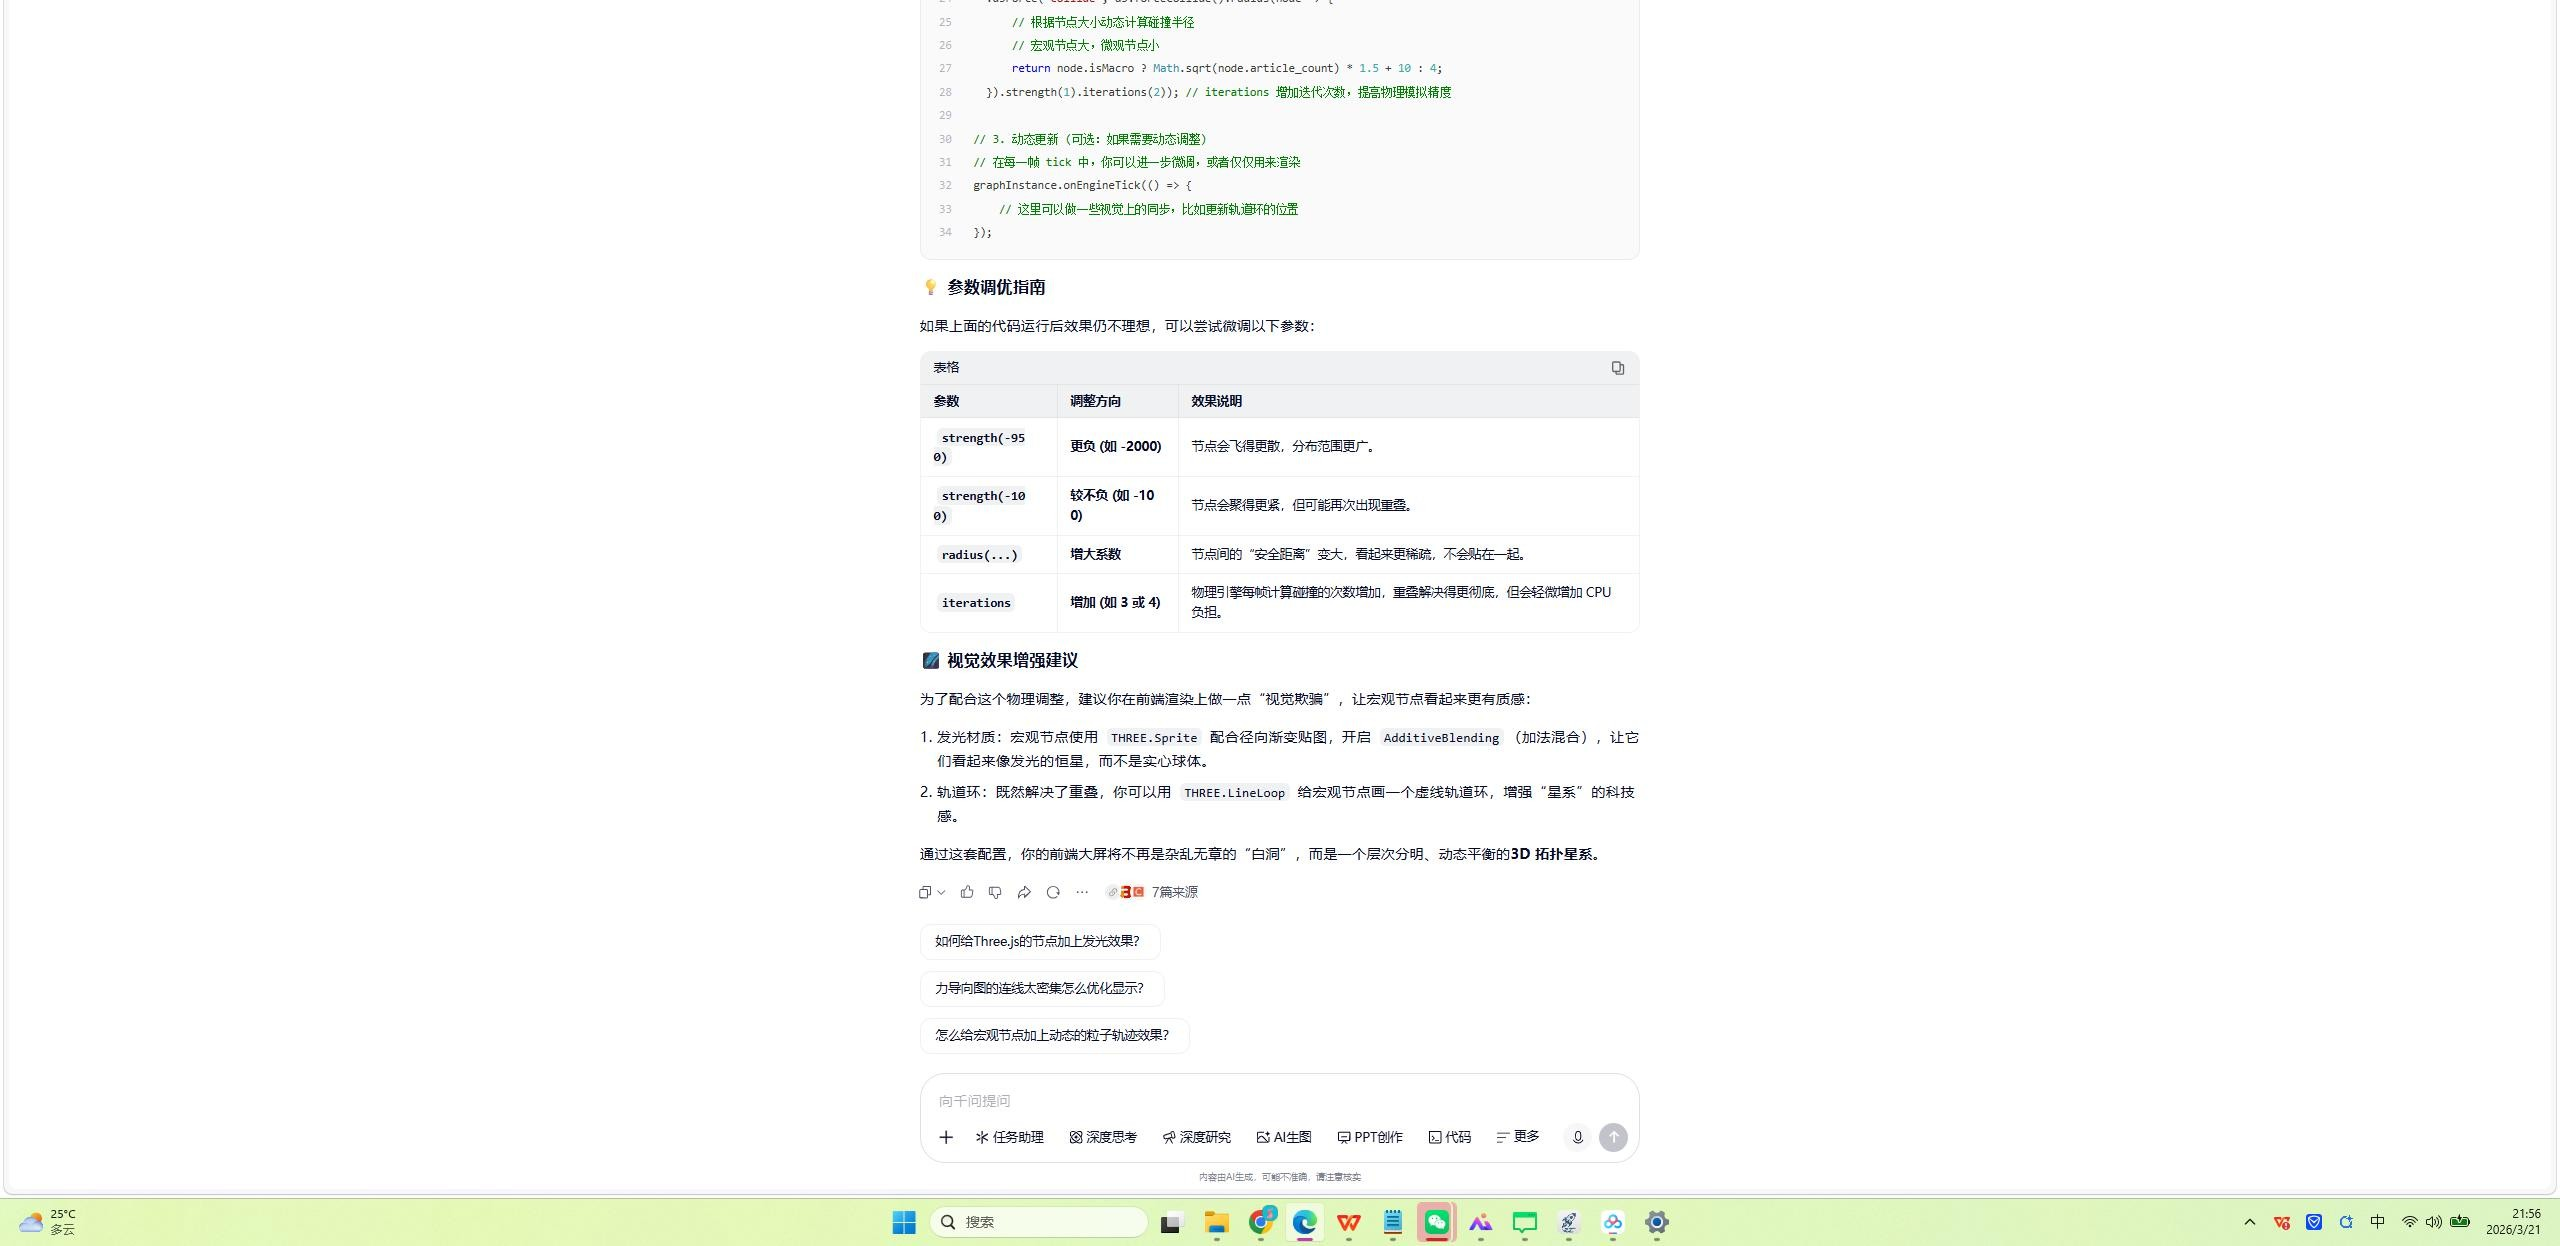 25 // 根据节点大小动态计算碰撞半径
26 // 宏观节点大，微观节点小
27 return node.isMacro ? Math.sqrt(node.article_count) * 1.5 + 10 : 4;
28 }).strength(1).iterations(2)); // iterations 增加迭代次数，提高物理模拟精度
29
30 // 3. 动态更新（可选：如果需要动态调整）
31 // 在每一帧 tick 中，你可以进一步微调，或者仅仅用来渲染
32 graphInstance.onEngineTick(() => {
33 // 这里可以做一些视觉上的同步，比如更新轨道环的位置
34 });
参数调优指南
如果上面的代码运行后效果仍不理想，可以尝试微调以下参数：
表格
参数 调整方向 效果说明
strength(-95
0) 更负 (如 -2000) 节点会飞得更散，分布范围更广。
strength(-10
0) 较不负 (如 -10
0) 节点会聚得更紧，但可能再次出现重叠。
radius(...) 增大系数 节点间的“安全距离”变大，看起来更稀疏，不会贴在一起。
iterations 增加 (如 3 或 4) 物理引擎每帧计算碰撞的次数增加，重叠解决得更彻底，但会轻微增加 CPU
负担。
视觉效果增强建议
为了配合这个物理调整，建议你在前端渲染上做一点“视觉欺骗”，让宏观节点看起来更有质感：
1. 发光材质：宏观节点使用 THREE.Sprite 配合径向渐变贴图，开启 AdditiveBlending （加法混合），让它
们看起来像发光的恒星，而不是实心球体。
2. 轨道环：既然解决了重叠，你可以用 THREE.LineLoop 给宏观节点画一个虚线轨道环，增强“星系”的科技
感。
通过这套配置，你的前端大屏将不再是杂乱无章的“白洞”，而是一个层次分明、动态平衡的3D 拓扑星系。
7篇来源
如何给Three.js的节点加上发光效果？
力导向图的连线太密集怎么优化显示？
怎么给宏观节点加上动态的粒子轨迹效果？
向千问提问
任务助理 深度思考 深度研究 AI生图 PPT创作 代码 更多
内容由AI生成，可能不准确，请注意核实
25°C
多云
搜索
中
21:56
2026/3/21